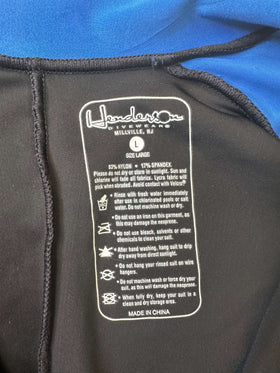 Henderson
DIVEWEAR
MILLVILLE, NJ
L
SIZE LARGE
83% NYLON • 17% SPANDEX
Please do not dry or store in sunlight. Sun and
chlorine will fade all fabrics. Lycra fabric will
pick when abraded. Avoid contact with Velcro®
• Rinse with fresh water immediately
after use in chlorinated pools or salt
water. Do not machine wash or dry.
• Do not use an iron on this garment, as
this may damage the neoprene.
• Do not use bleach, solvents or other
chemicals to clean your suit.
• After hand washing, hang suit to drip
dry away from direct sunlight.
• Do not hang your rinsed suit on wire
hangers.
• Do not machine wash or force dry your
suit, as this will damage the neoprene.
• When fully dry, keep your suit in a
clean and dry storage area.
MADE IN CHINA